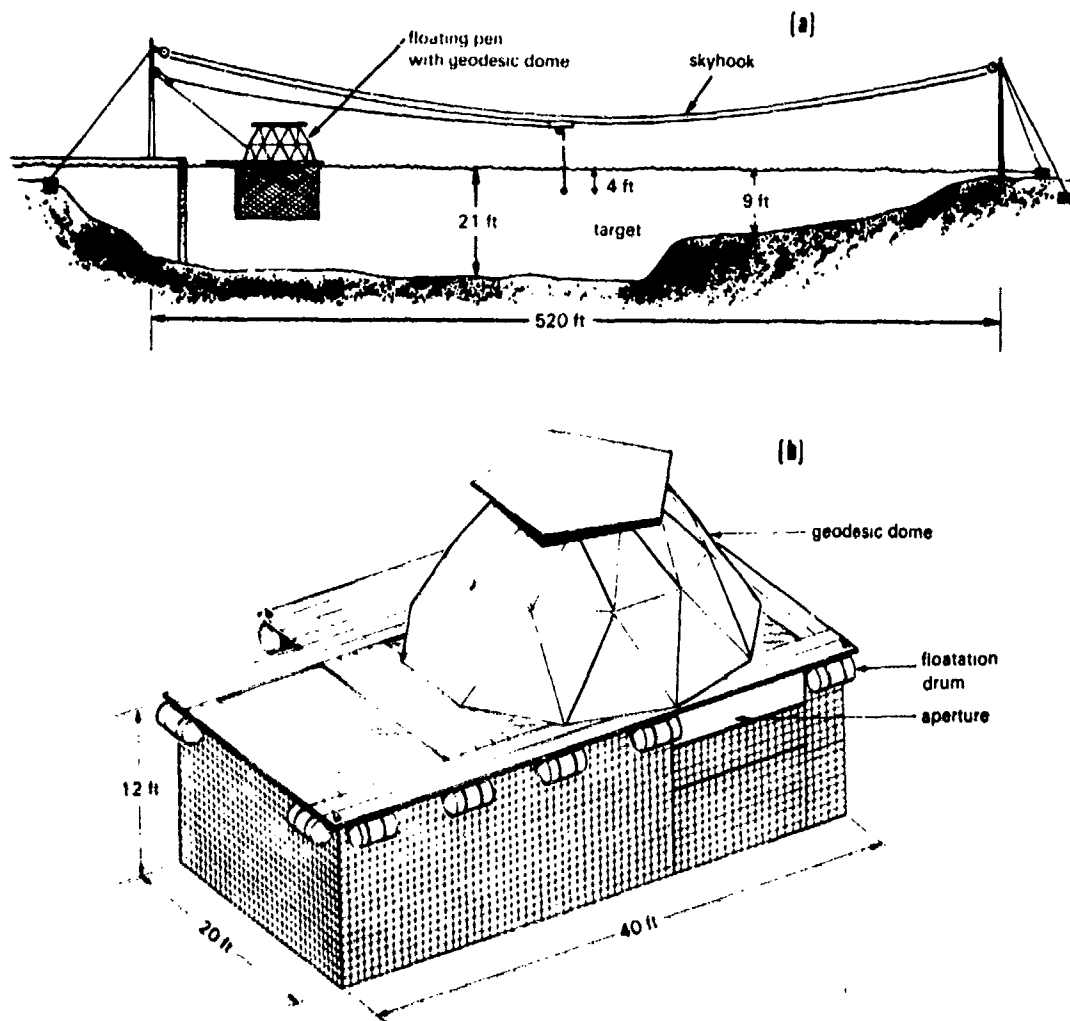 (a)
floating pen
with geodesic dome
skyhook
4 ft
21 ft
9 ft
target
520 ft
(b)
geodesic dome
floatation
drum
aperture
12 ft
20 ft
40 ft